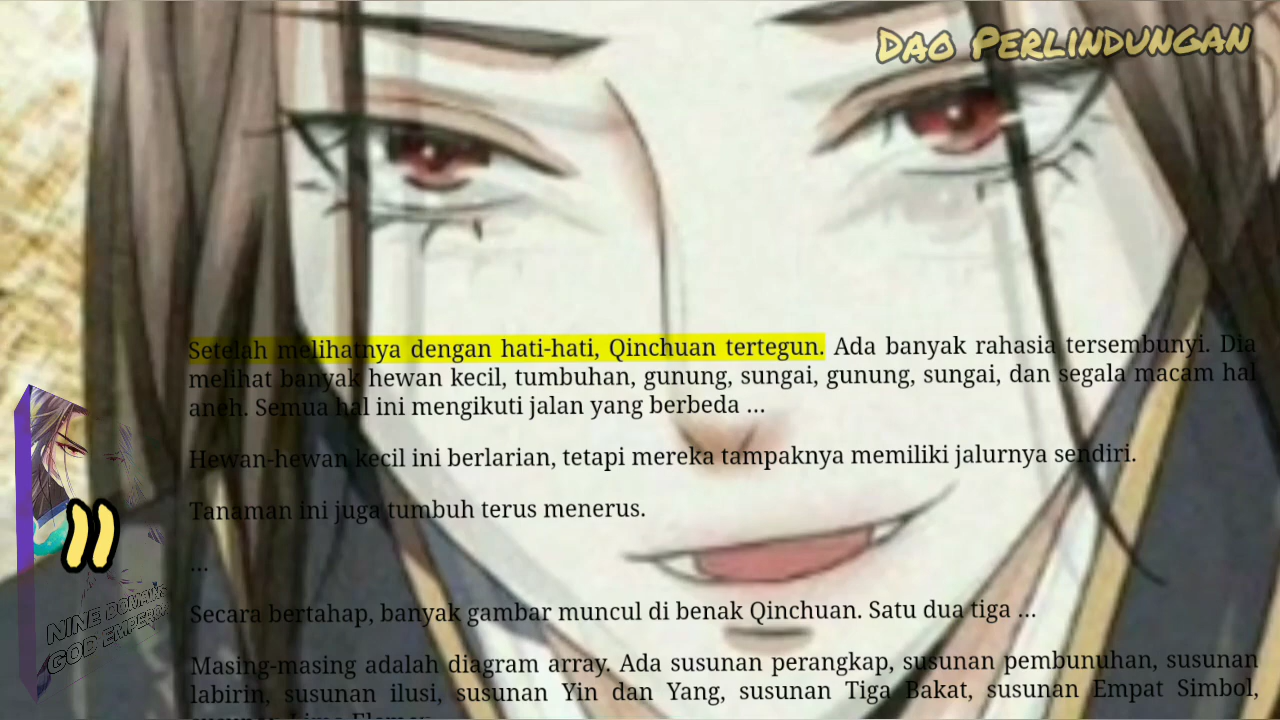 Dao Perlindungan
Setelah melihatnya dengan hati-hati, Qinchuan tertegun. Ada banyak rahasia tersembunyi. Dia
melihat banyak hewan kecil, tumbuhan, gunung, sungai, gunung, sungai, dan segala macam hal
aneh. Semua hal ini mengikuti jalan yang berbeda ...
Hewan-hewan kecil ini berlarian, tetapi mereka tampaknya memiliki jalurnya sendiri.
Tanaman ini juga tumbuh terus menerus.
...
Secara bertahap, banyak gambar muncul di benak Qinchuan. Satu dua tiga ...
Masing-masing adalah diagram array. Ada susunan perangkap, susunan pembunuhan, susunan
labirin, susunan ilusi, susunan Yin dan Yang, susunan Tiga Bakat, susunan Empat Simbol,
NINE DOMAINS
GOD EMPEROR